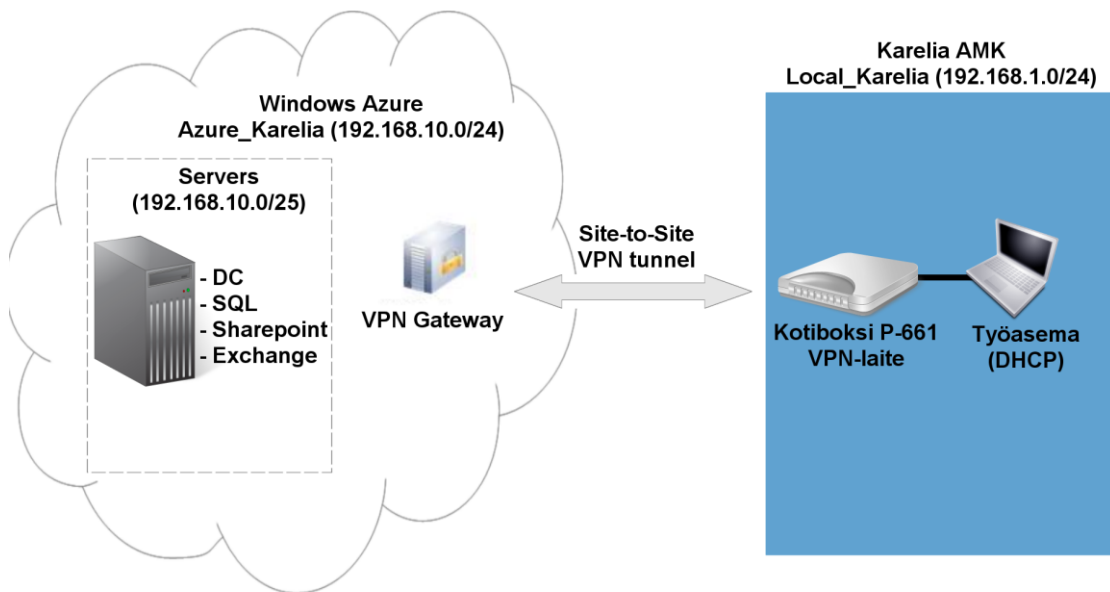 Windows Azure
Azure_Karelia (192.168.10.0/24)
Servers
(192.168.10.0/25)
- DC
- SQL
- Sharepoint
- Exchange
VPN Gateway
Site-to-Site
VPN tunnel
Karelia AMK
Local_Karelia (192.168.1.0/24)
Kotiboksi P-661
VPN-laite
Työasema
(DHCP)